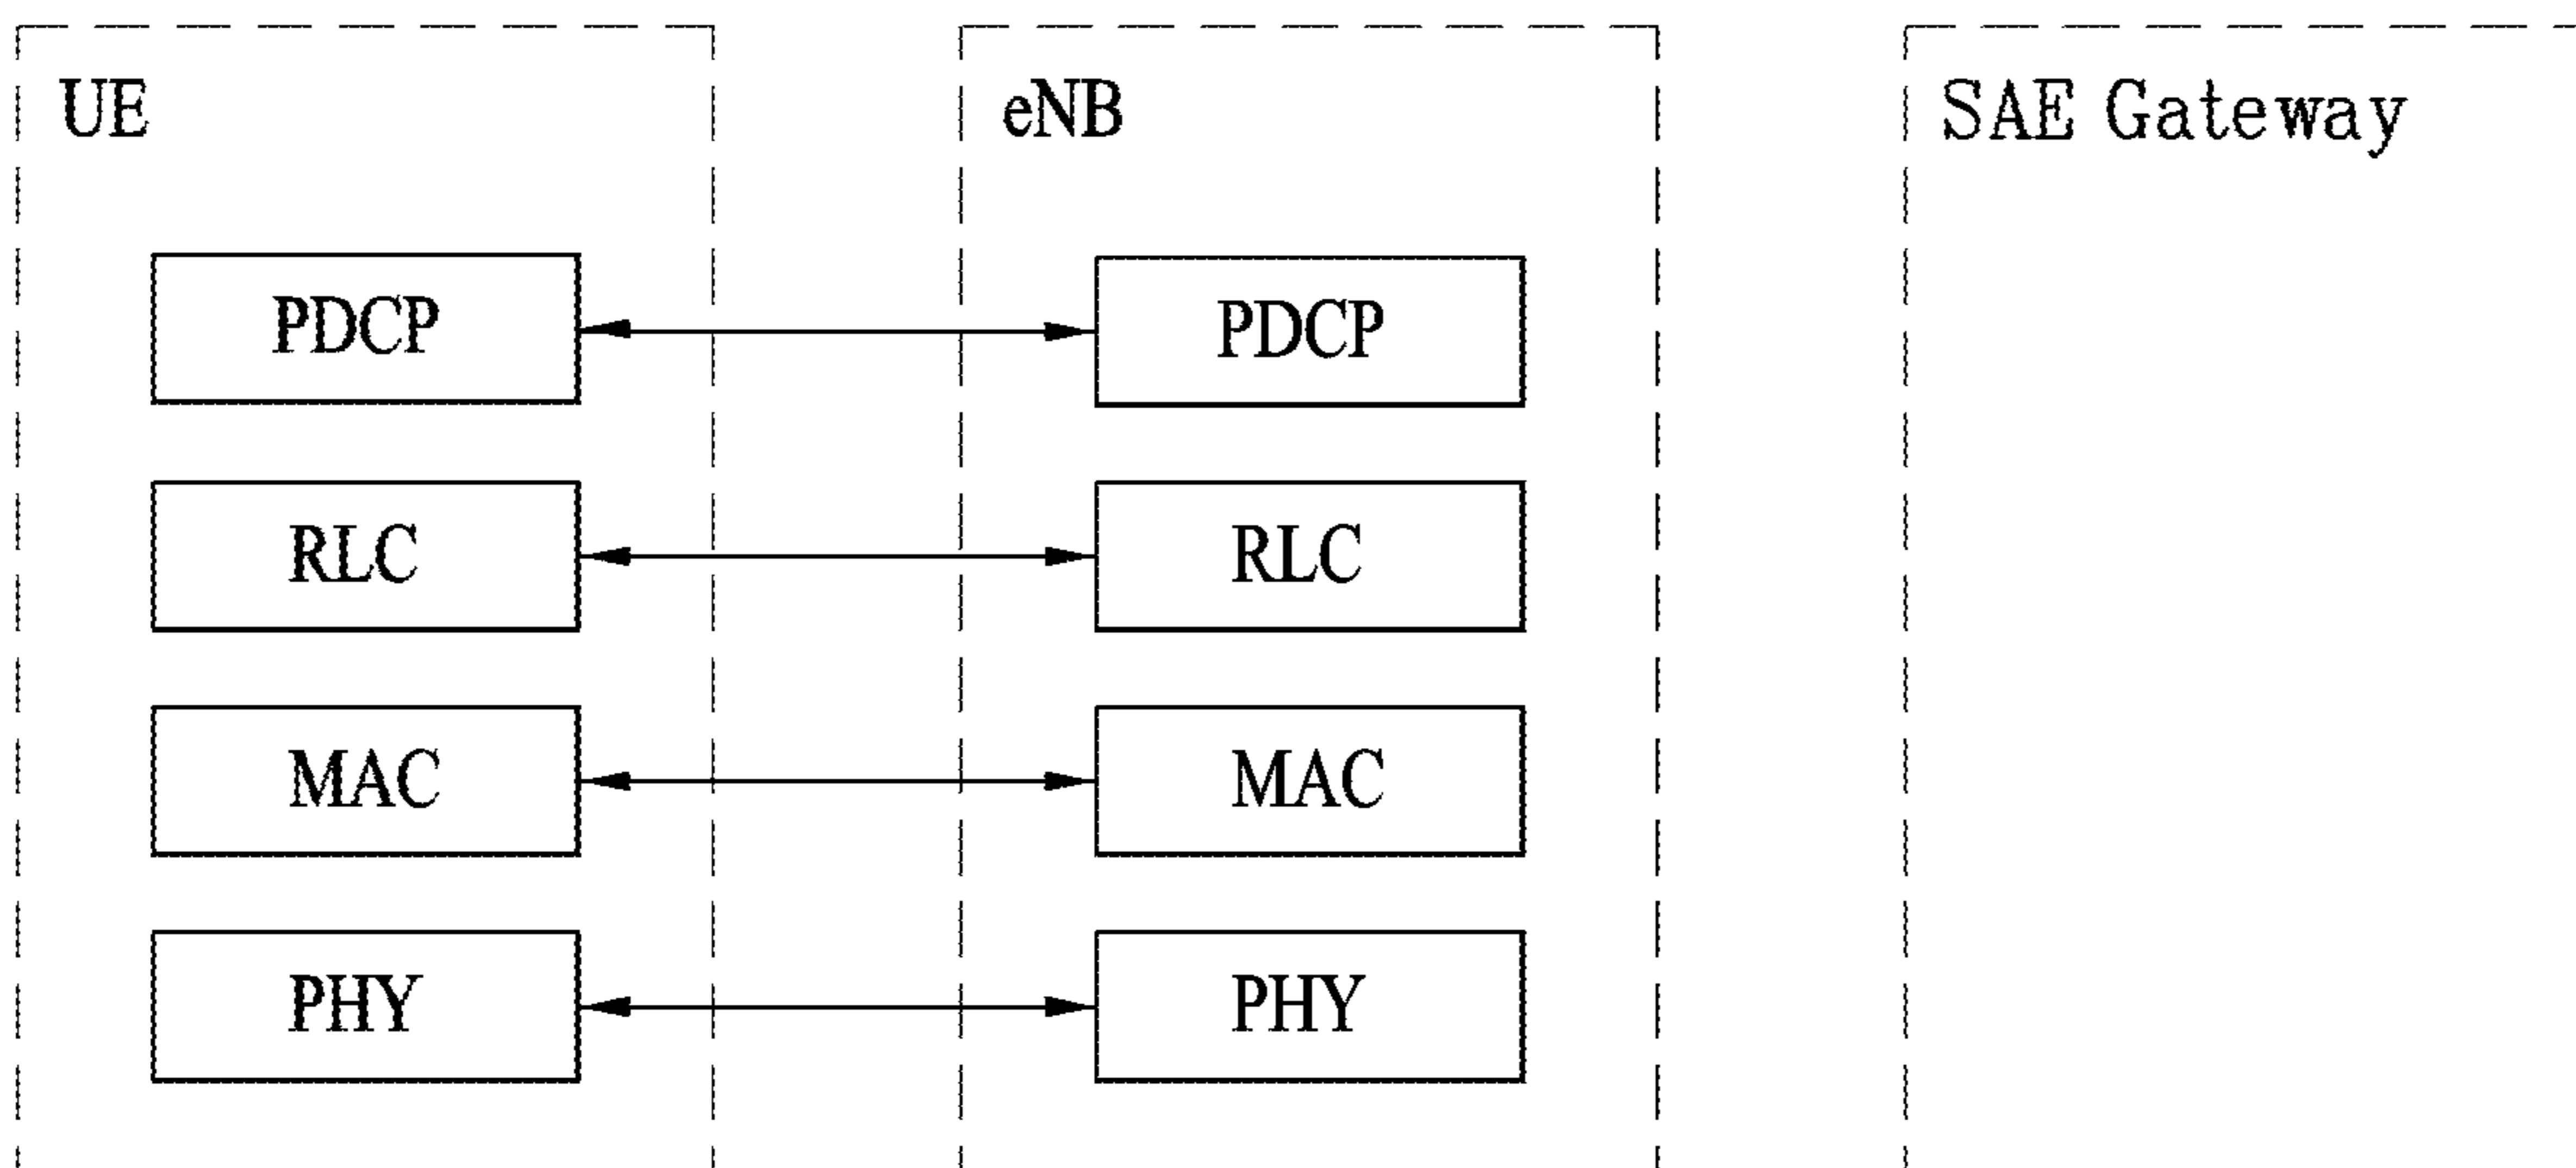 UE
eNB
SAE Gateway
PDCP
PDCP
RLC
RLC
MAC
MAC
PHY
PHY